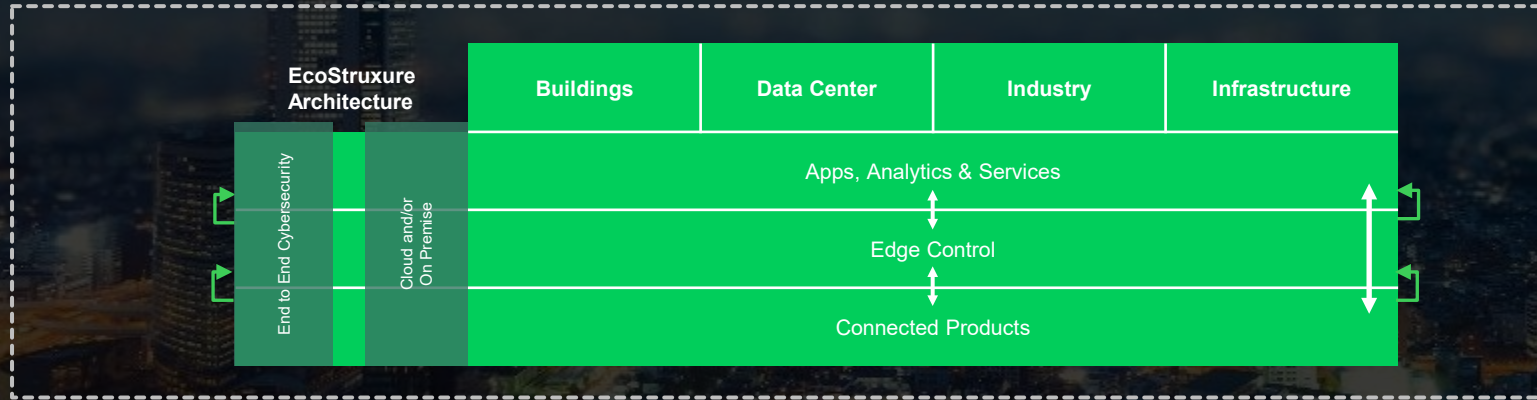 EcoStruxure
Architecture
Buildings
Data Center
Industry
Infrastructure
End to End Cybersecurity
Cloud and/or
On Premise
Apps, Analytics & Services
Edge Control
Connected Products